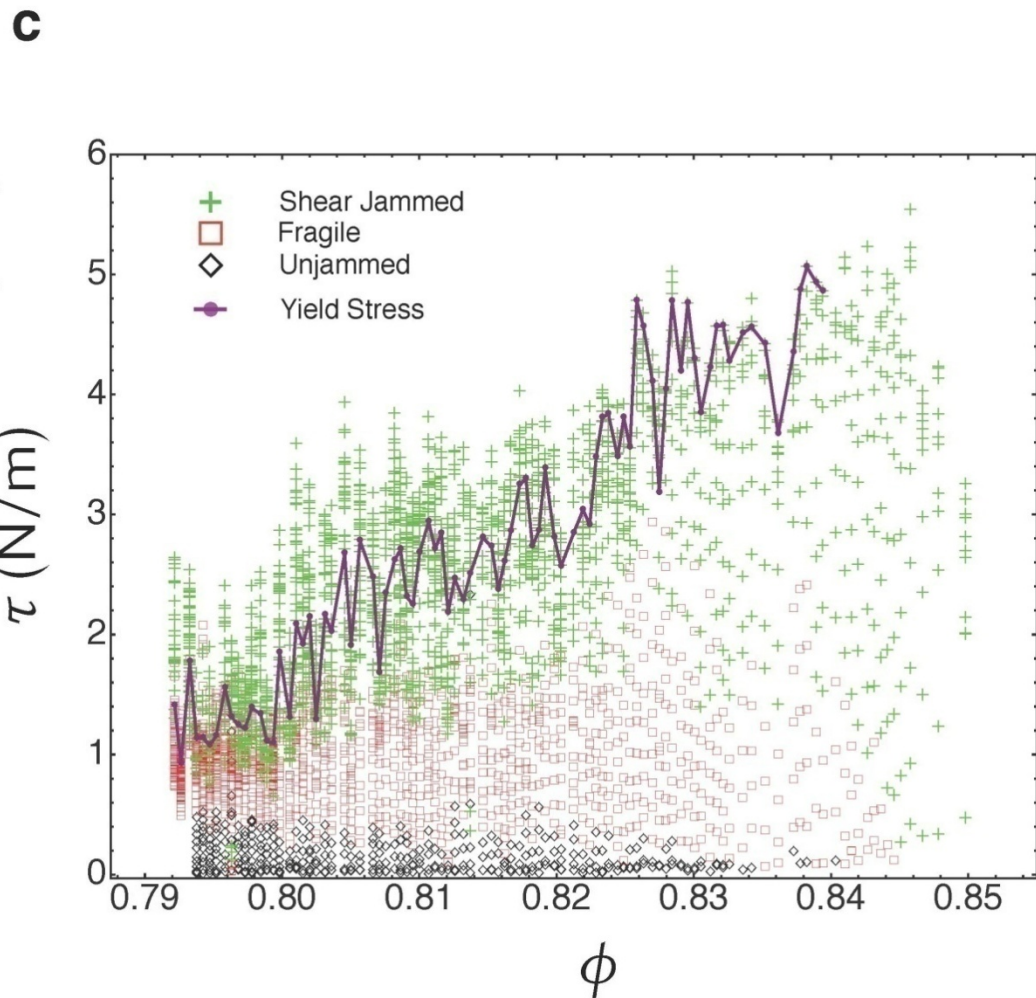 c
6
Shear Jammed
Fragile
Unjammed
5
Yield Stress
4
3
2
1
0
τ (N/m)
0.79 0.80 0.81 0.82 0.83 0.84 0.85
ϕ